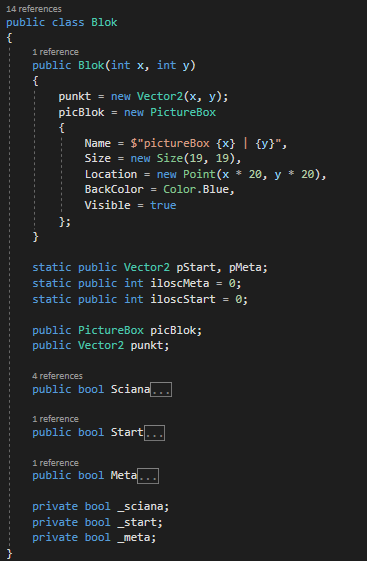 14 references
public class Blok
{
1 reference
public Blok(int x, int y)
{
punkt = new Vector2(x, y);
picBlok = new PictureBox
{
Name = $"pictureBox {x} | {y}",
Size = new Size(19, 19),
Location = new Point(x * 20, y * 20),
BackColor = Color.Blue,
Visible = true
};
}
static public Vector2 pStart, pMeta;
static public int iloscMeta = 0;
static public int iloscStart = 0;
public PictureBox picBlok;
public Vector2 punkt;
4 references
public bool Sciana...
1 reference
public bool Start...
1 reference
public bool Meta...
private bool _sciana;
private bool _start;
private bool _meta;
}